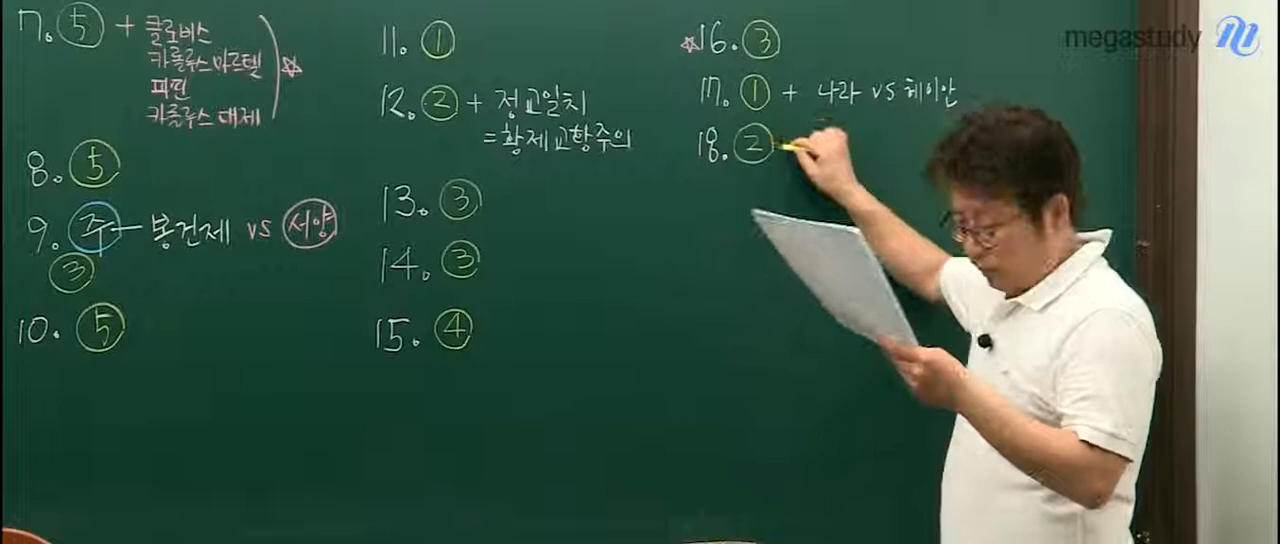 7. ⑤ + 클로비스
카롤루스 마르텔
피핀
카롤루스 대제
8. ⑤
9. 주 - 봉건제 vs 서양
③
10. ⑤
11. ①
12. ② + 정교일치
= 황제교황주의
13. ③
14. ③
15. ④
☆16. ③
17. ① + 나라 vs 헤이안
18. ②
megastudy